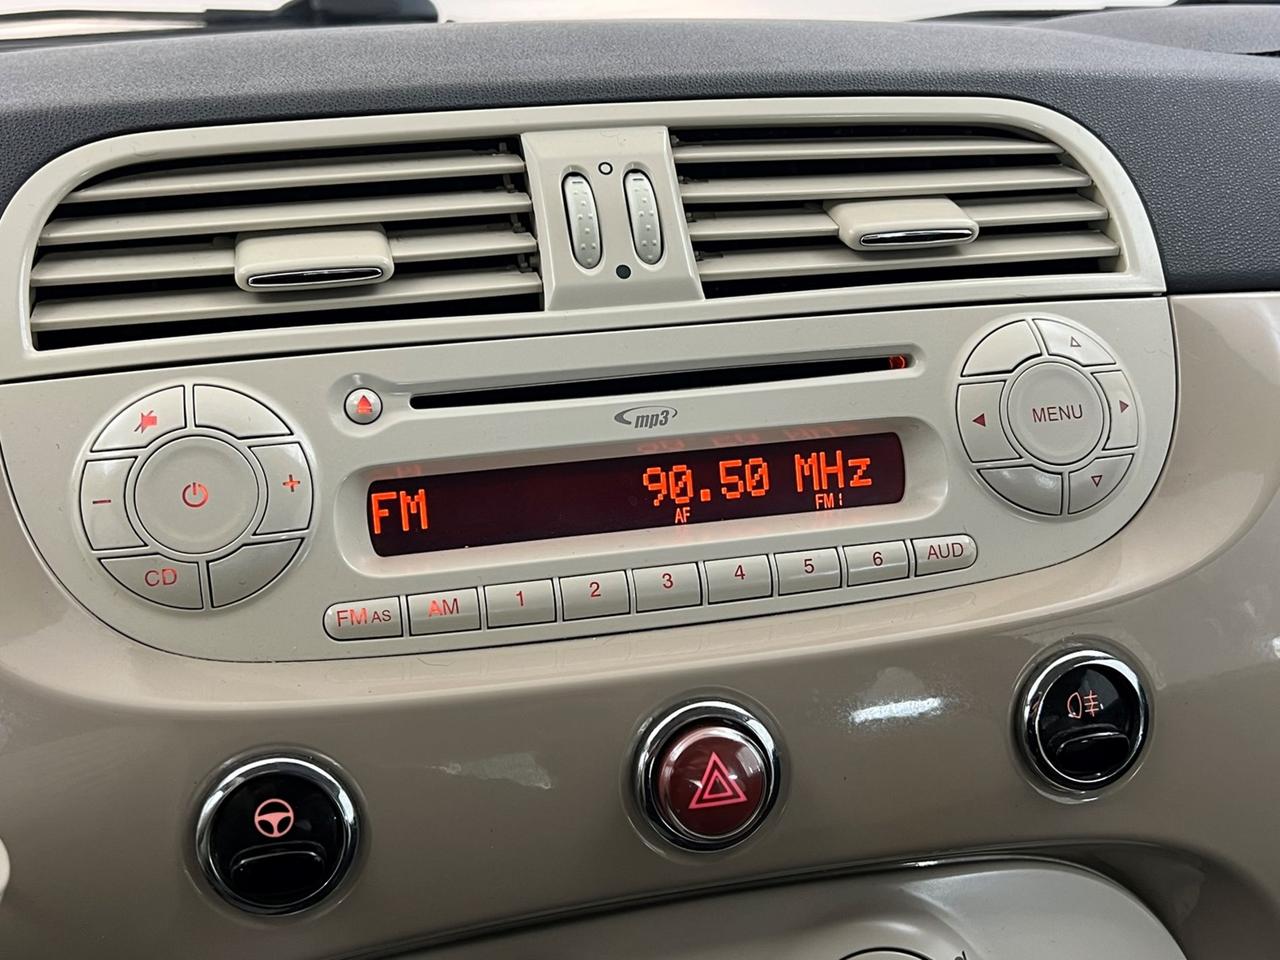 mp3
MENU
FM 90.50 MHz
AF FM1
CD
FM AS AM 1 2 3 4 5 6 AUD